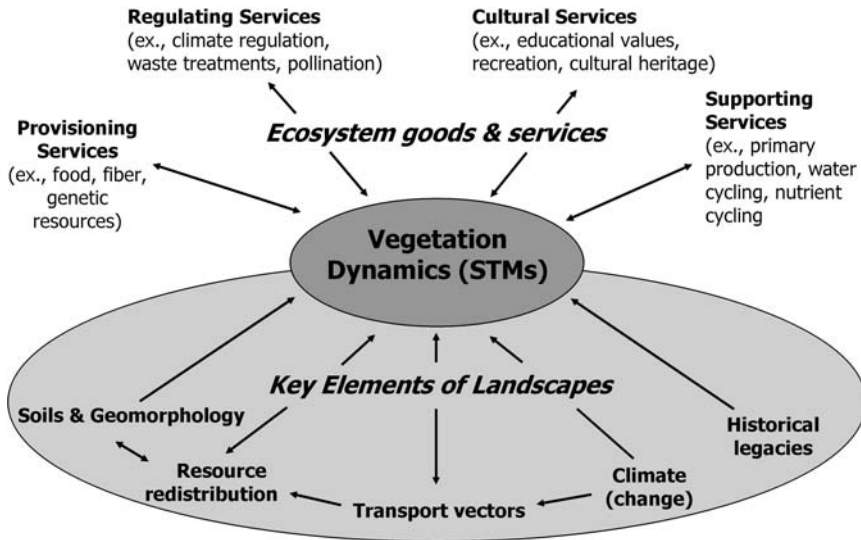 Regulating Services
(ex., climate regulation,
waste treatments, pollination)
Cultural Services
(ex., educational values,
recreation, cultural heritage)
Provisioning
Services
(ex., food, fiber,
genetic
resources)
Ecosystem goods & services
Supporting
Services
(ex., primary
production, water
cycling, nutrient
cycling
Vegetation
Dynamics (STMs)
Key Elements of Landscapes
Soils & Geomorphology
Resource
redistribution
Transport vectors
Climate
(change)
Historical
legacies